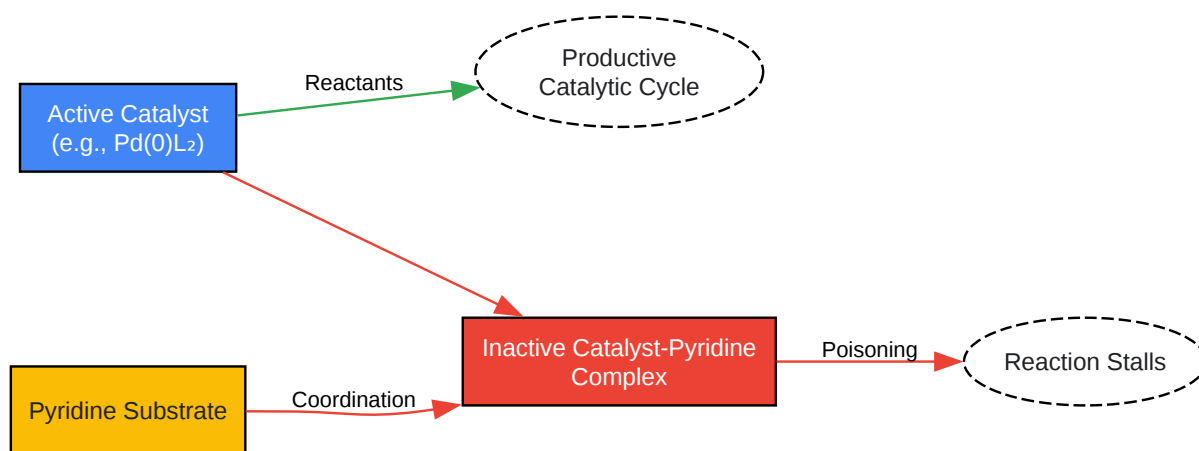 Productive
Catalytic Cycle
Reactants
Active Catalyst
(e.g., Pd(0)L₂)
Inactive Catalyst-Pyridine
Complex
Poisoning
Reaction Stalls
Pyridine Substrate
Coordination